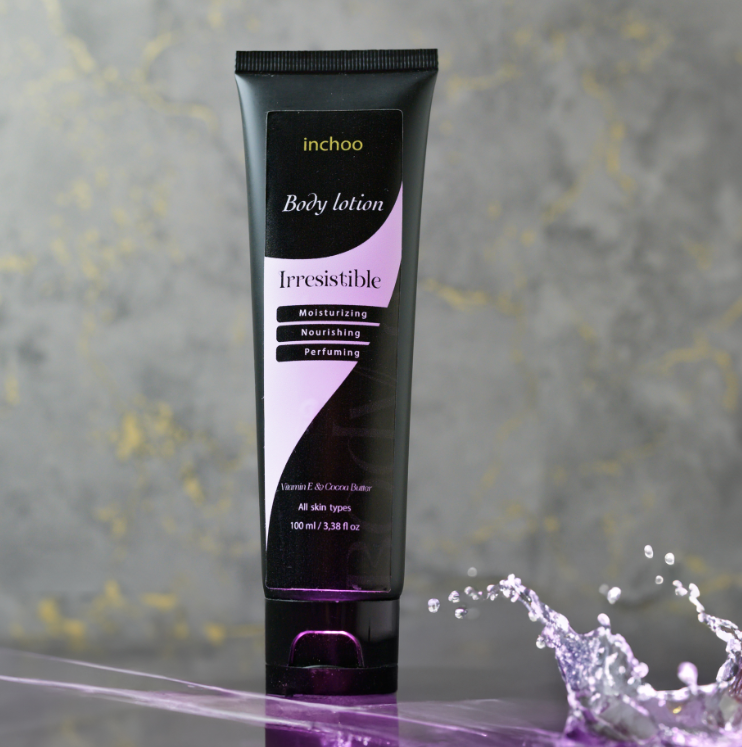 inchoo
Body lotion
Irresistible
Moisturizing
Nourishing
Perfuming
Vitamin E & Cocoa Butter
All skin types
100 ml / 3,38 fl oz